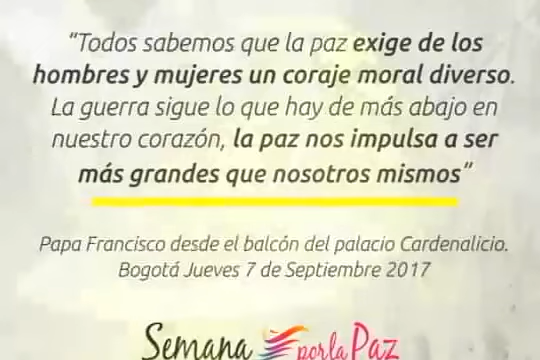 “Todos sabemos que la paz exige de los
hombres y mujeres un coraje moral diverso.
La guerra sigue lo que hay de más abajo en
nuestro corazón, la paz nos impulsa a ser
más grandes que nosotros mismos”
Papa Francisco desde el balcón del palacio Cardenalicio.
Bogotá Jueves 7 de Septiembre 2017
Semana por la Paz